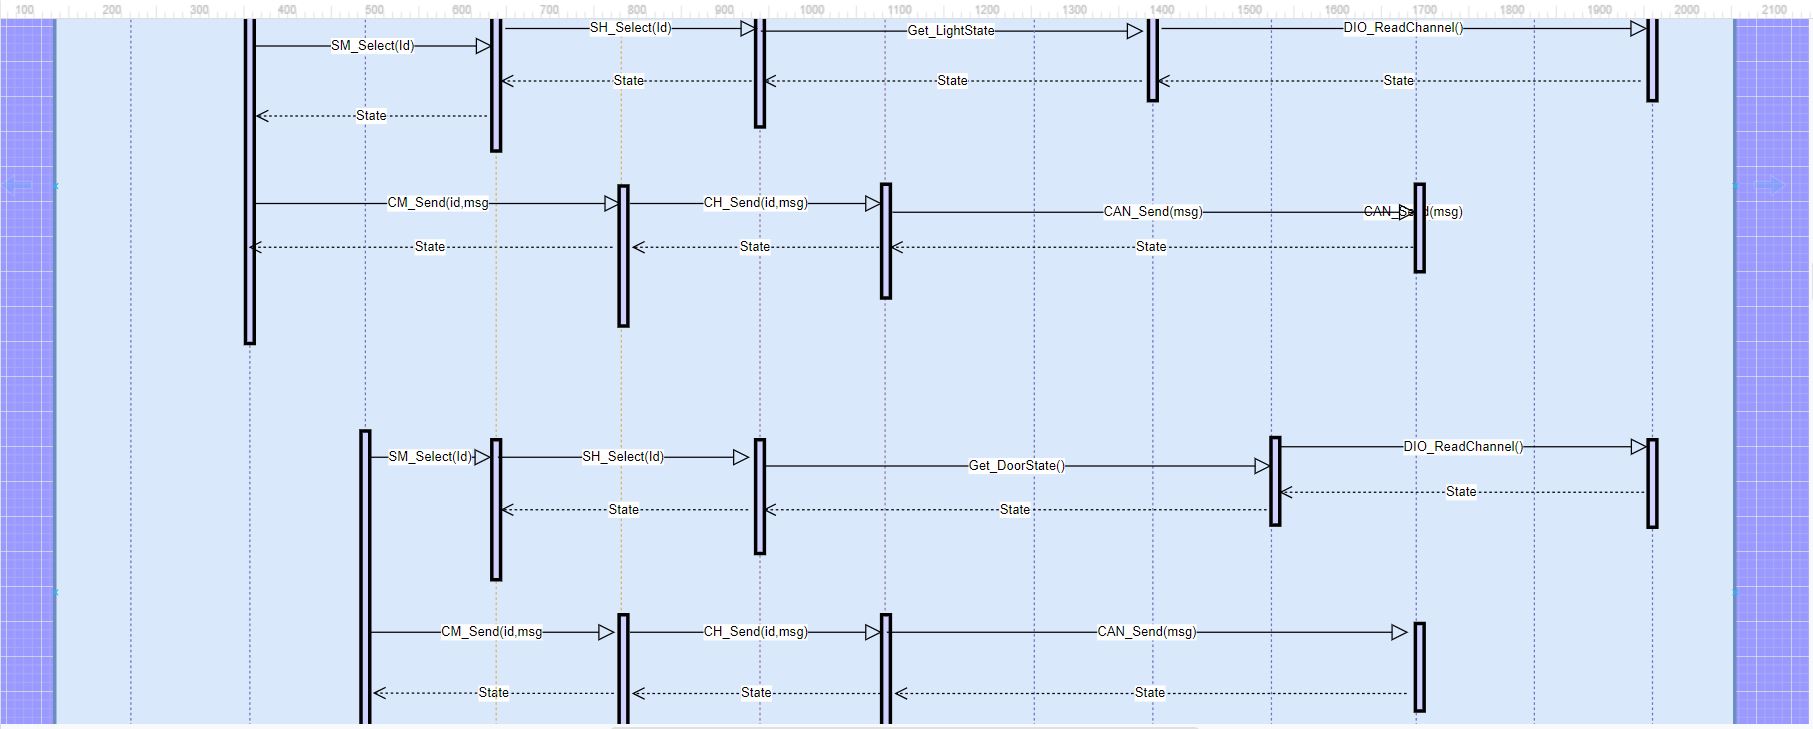 100 200 300 400 500 600 700 800 900 1000 1100 1200 1300 1400 1500 1600 1700 1800 1900 2000 2100
SH_Select(Id)
Get_LightState
DIO_ReadChannel()
SM_Select(Id)
State
State
State
State
CM_Send(id,msg
CH_Send(id,msg)
CAN_Send(msg)
CAN_Send(msg)
State
State
State
SM_Select(Id)
SH_Select(Id)
Get_DoorState()
DIO_ReadChannel()
State
State
State
CM_Send(id,msg
CH_Send(id,msg)
CAN_Send(msg)
State
State
State